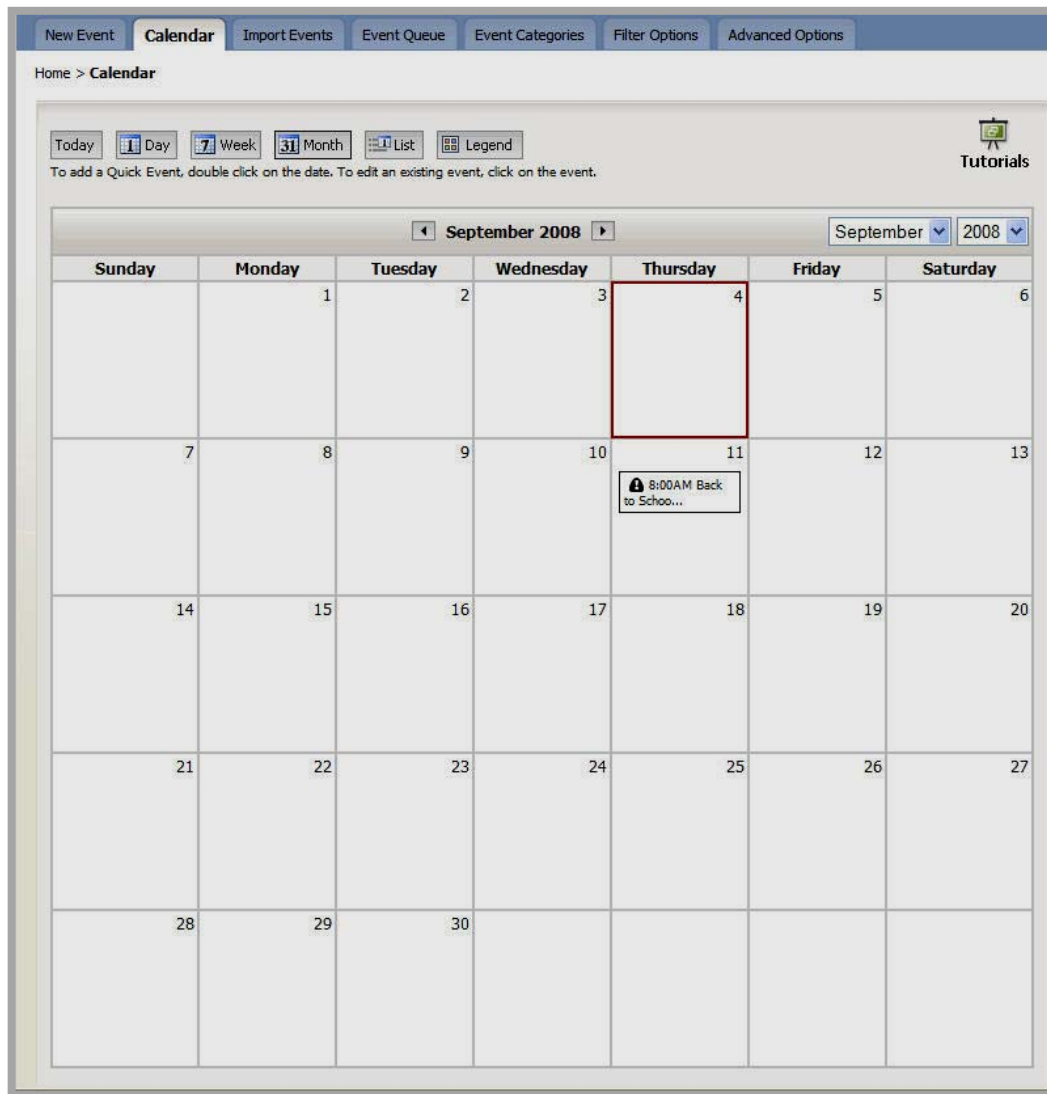 New Event Calendar Import Events Event Queue Event Categories Filter Options Advanced Options
Home > Calendar
Today 1 Day 7 Week 31 Month 1 List Legend
Tutorials
To add a Quick Event, double click on the date. To edit an existing event, click on the event.
September 2008 September 2008
Sunday Monday Tuesday Wednesday Thursday Friday Saturday
1 2 3 4 5 6
7 8 9 10 11 12 13
8:00AM Back
to Schoo...
14 15 16 17 18 19 20
21 22 23 24 25 26 27
28 29 30